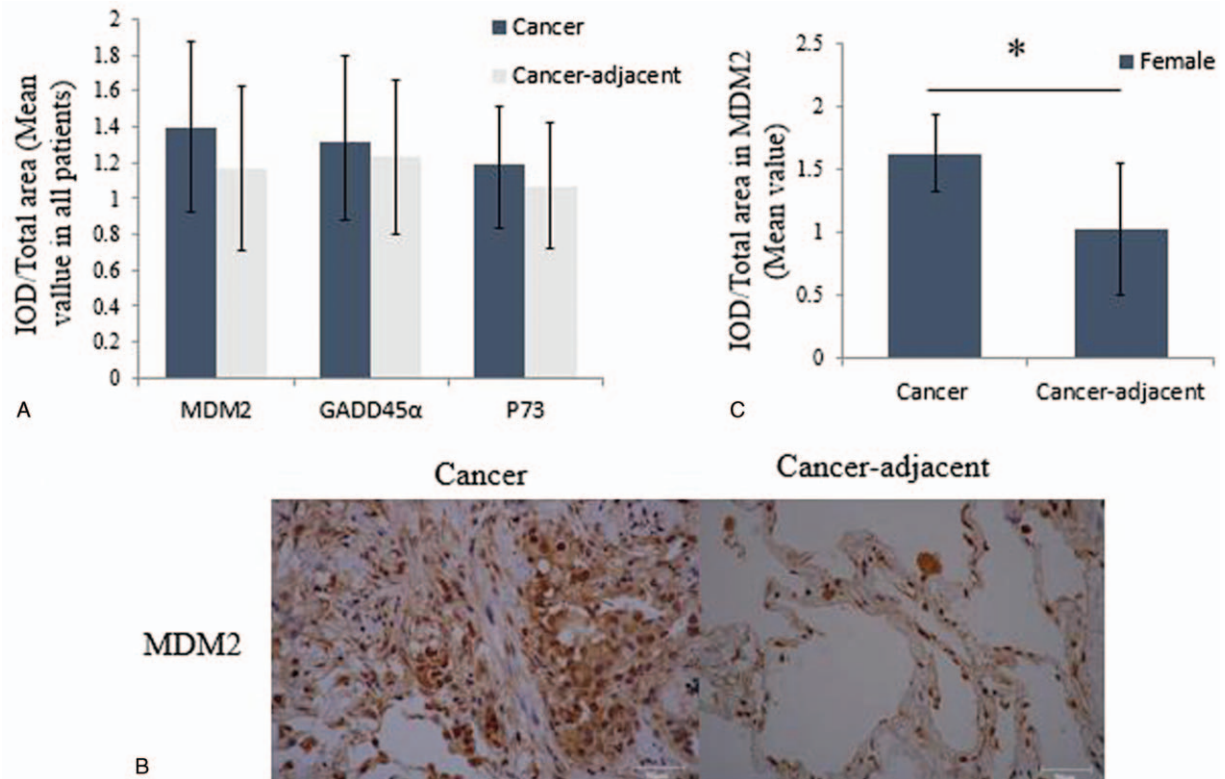 2
1.8
1.6
1.4
1.2
1
0.8
0.6
0.4
0.2
0
IOD/Total area (Mean
vallue in all patients)
Cancer
Cancer-adjacent
MDM2 GADD45α P73
A
2.5
2
1.5
1
0.5
0
IOD/Total area in MDM2
(Mean value)
*
Female
Cancer Cancer-adjacent
C
Cancer Cancer-adjacent
MDM2
B